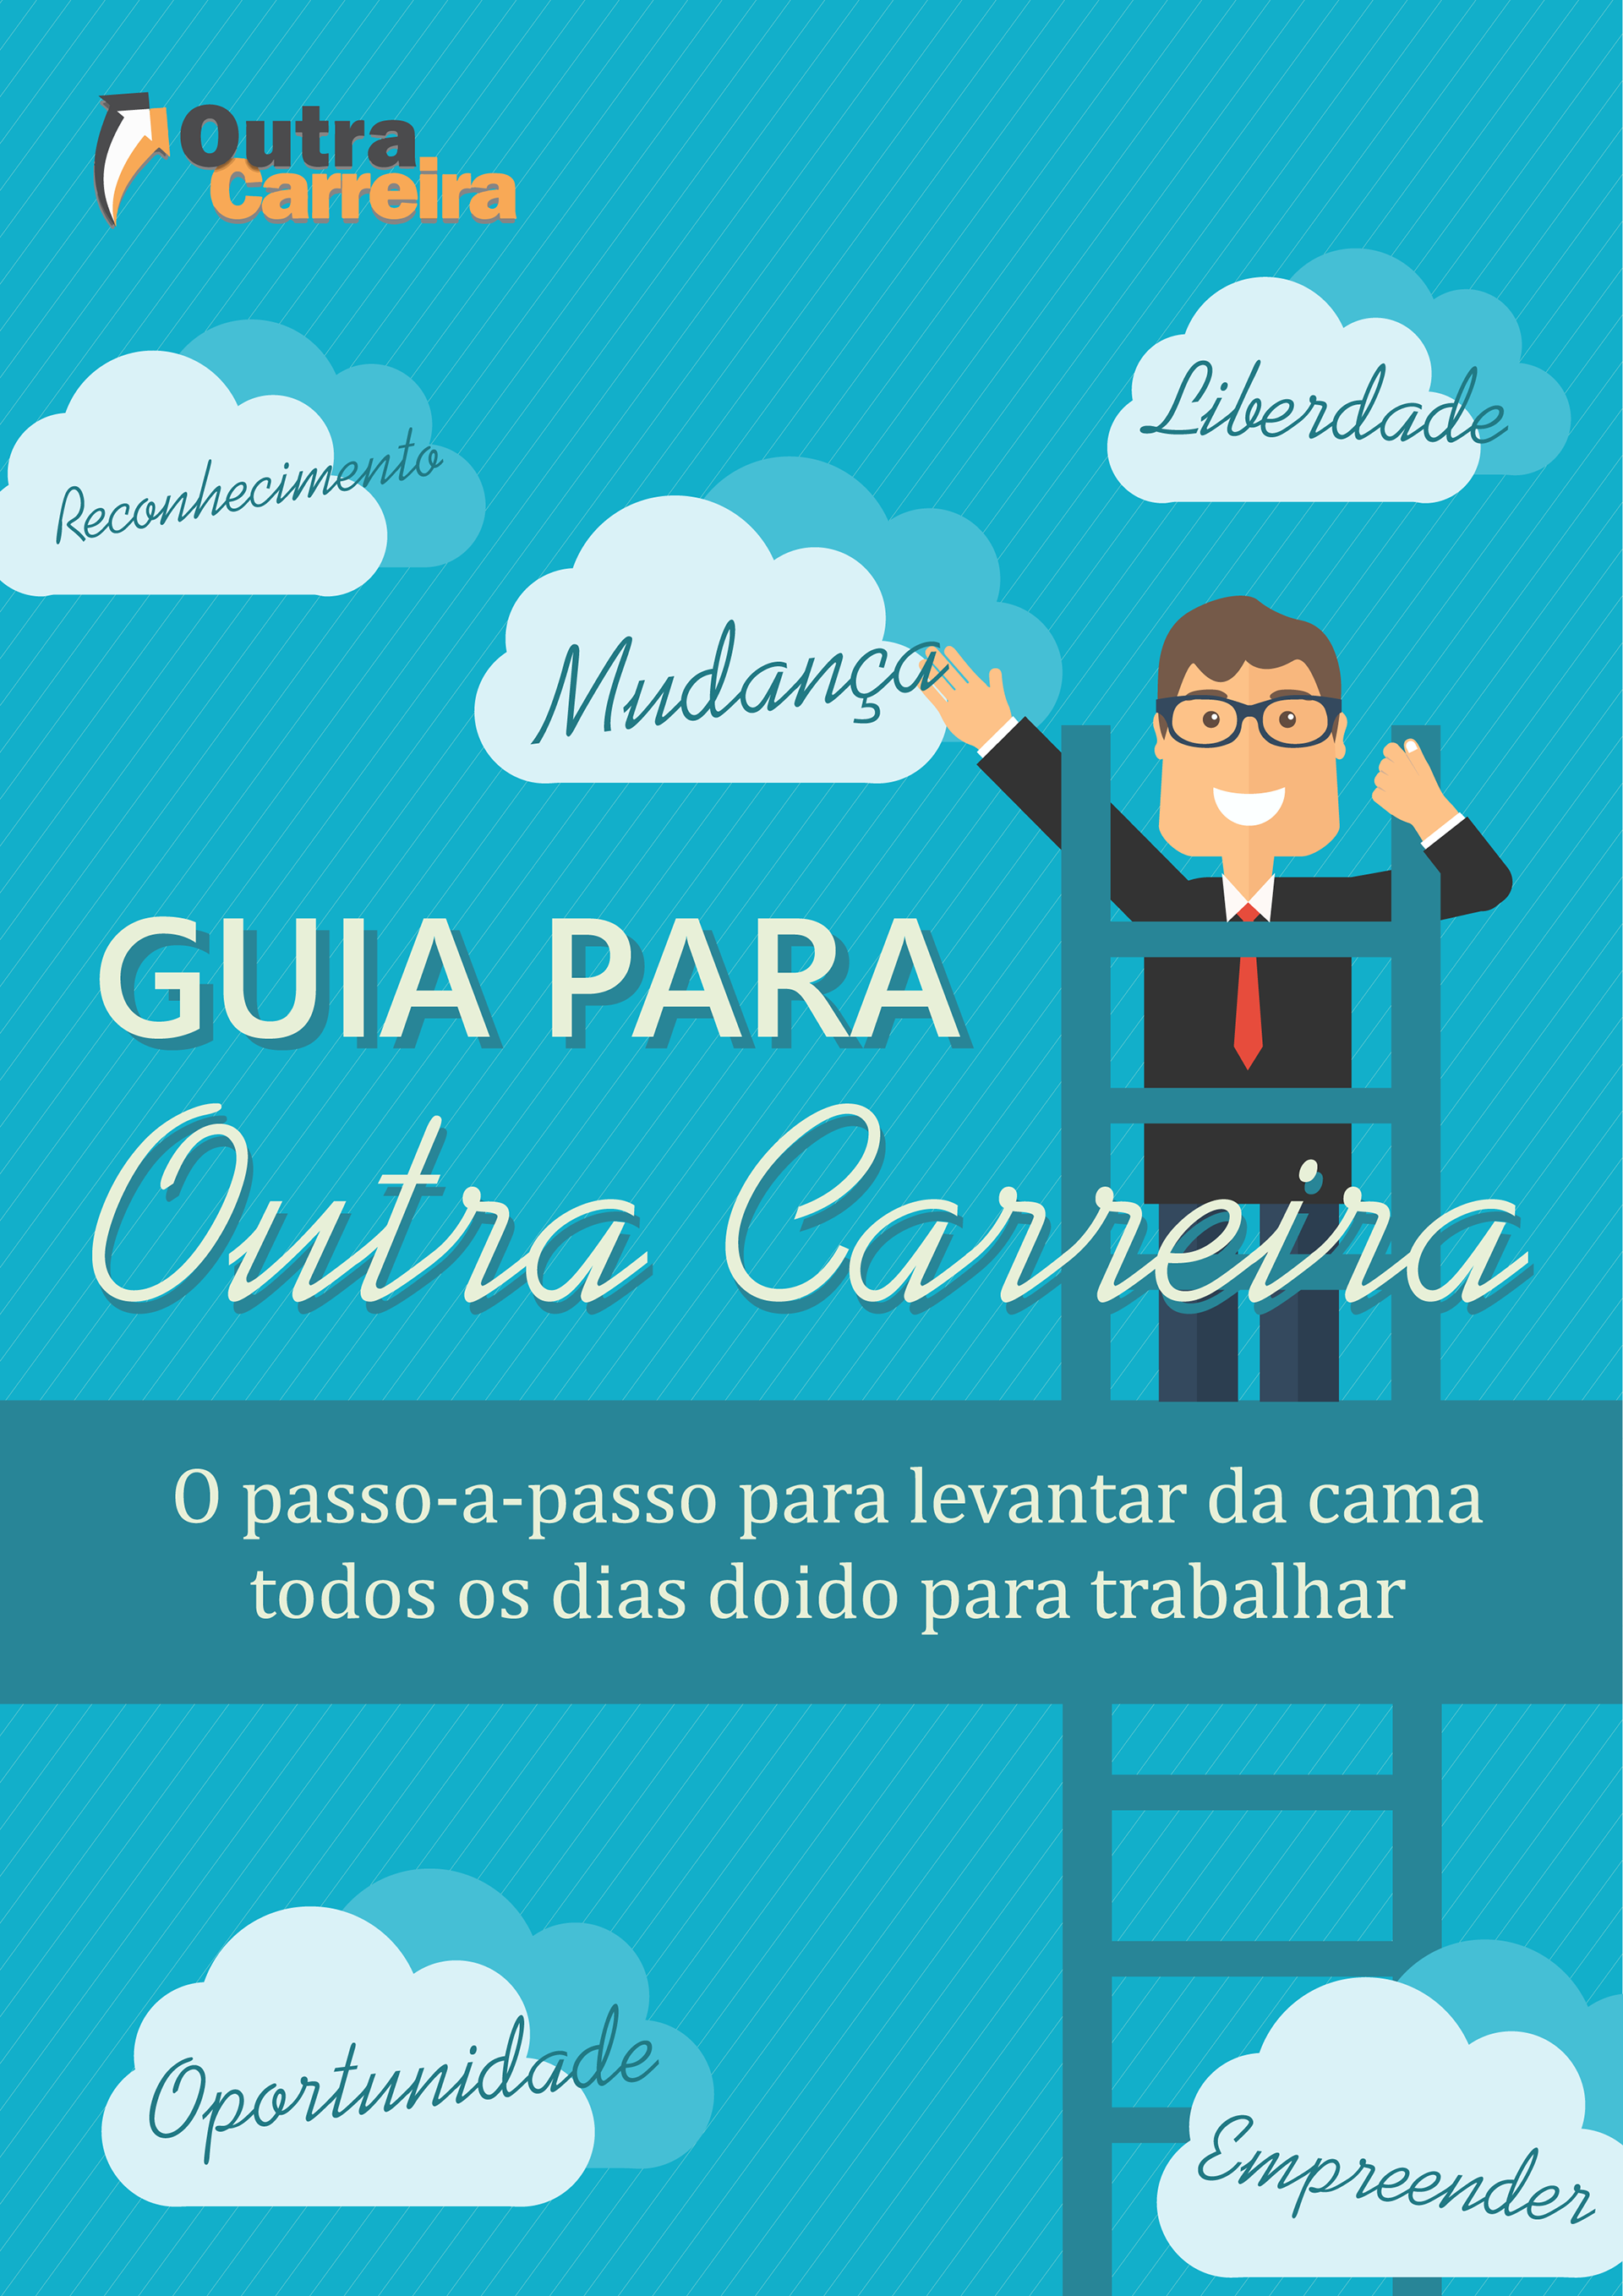 Outra
Carreira
Liberdade
Reconhecimento
Mudança
GUIA PARA
Outra Carreira
O passo-a-passo para levantar da cama
todos os dias doido para trabalhar
Oportunidade
Empreender